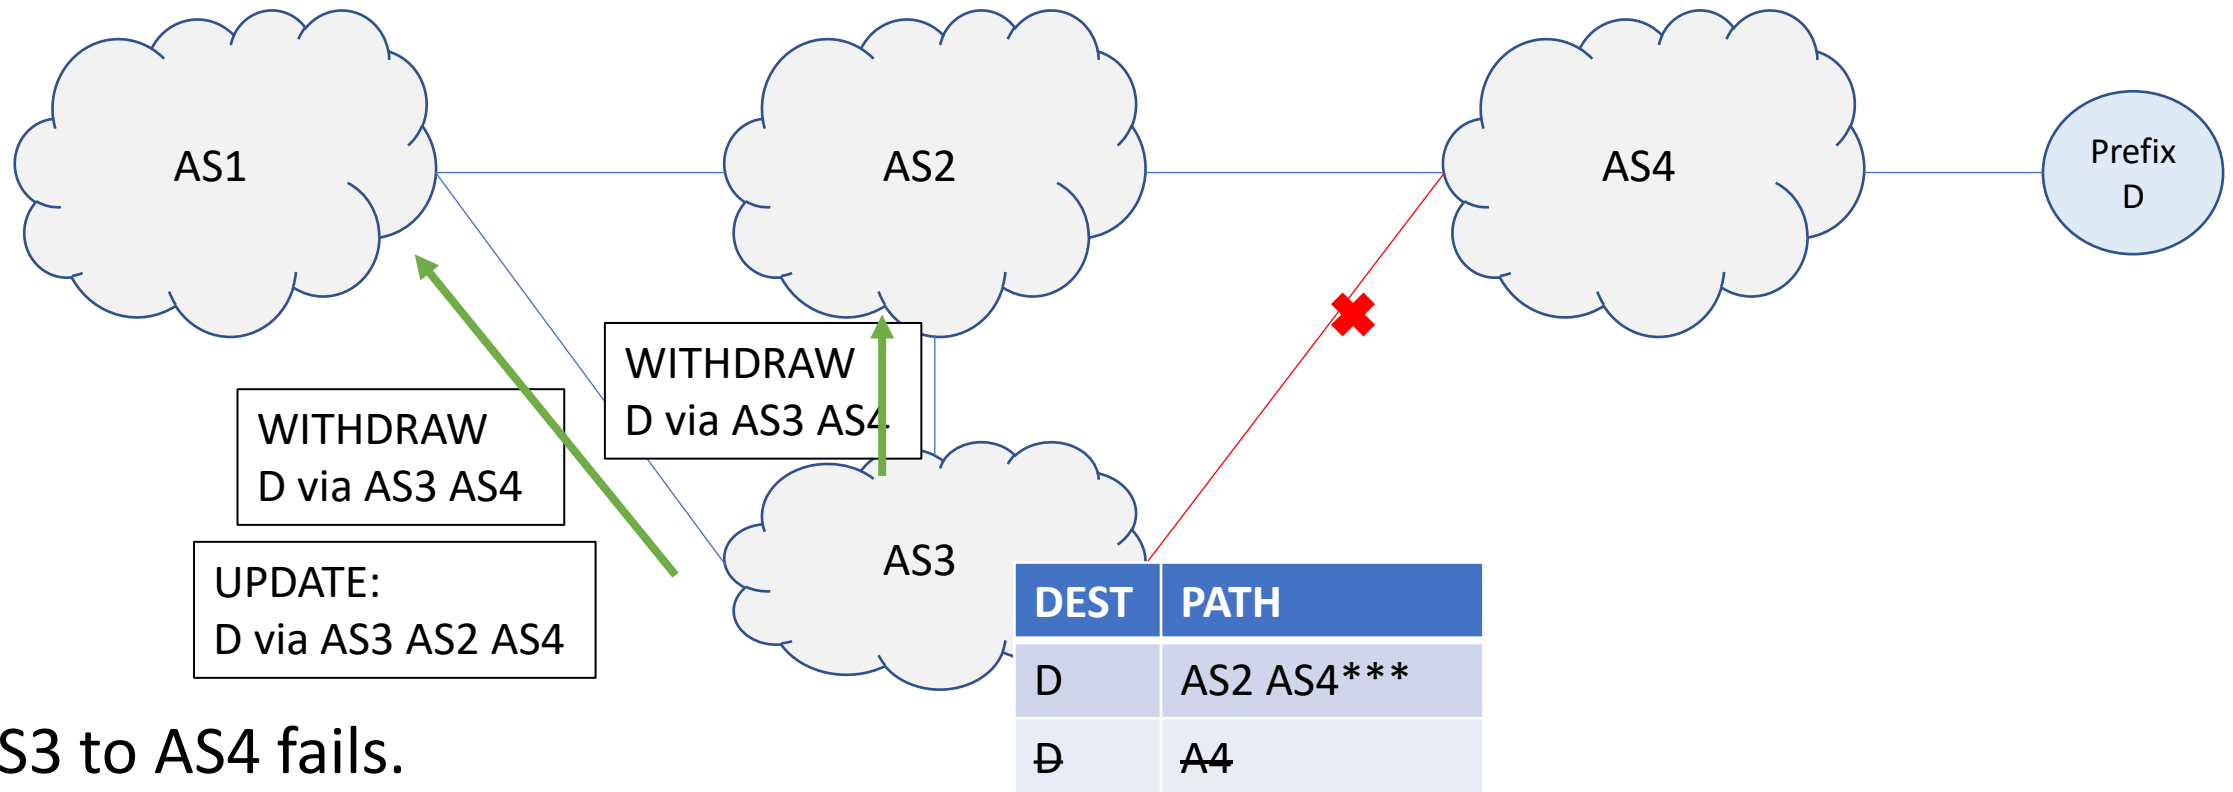 AS1
AS2
AS4
Prefix
D
WITHDRAW
D via AS3 AS4
WITHDRAW
D via AS3 AS4
UPDATE:
D via AS3 AS2 AS4
AS3
DEST PATH
D AS2 AS4***
D A4
S3 to AS4 fails.